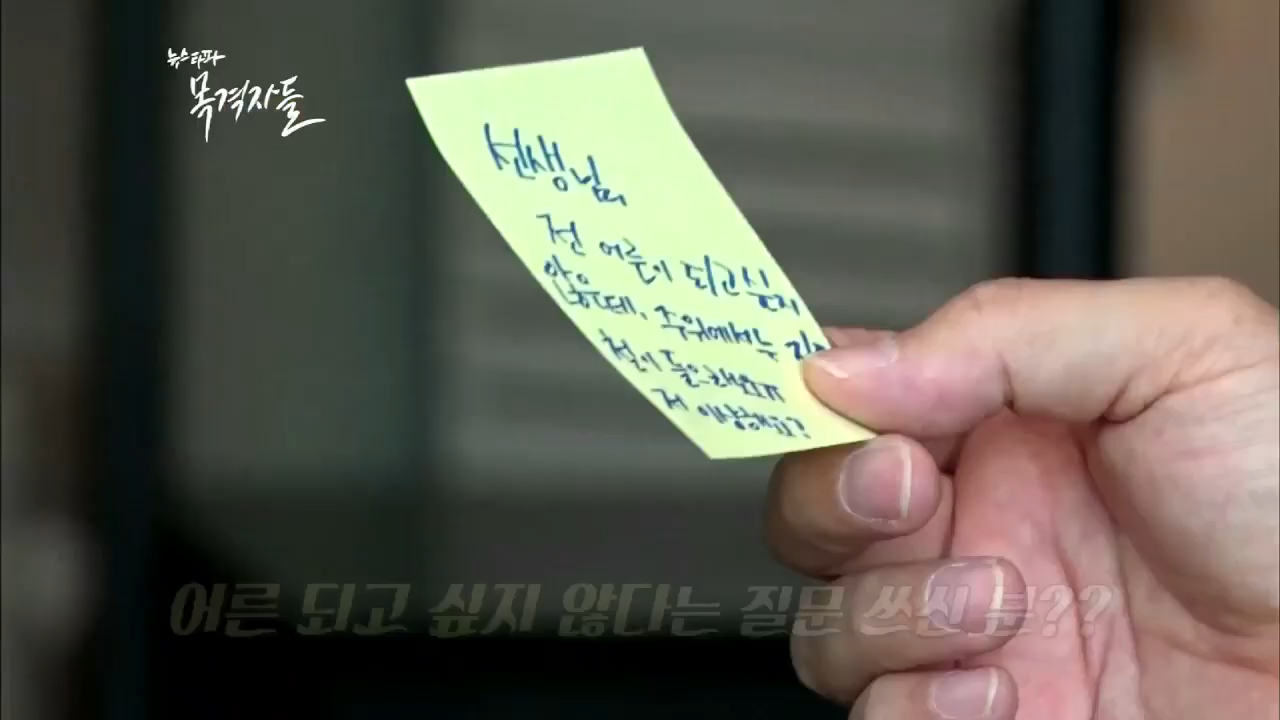 뉴스타파
목격자들
선생님,
전 어른이 되고싶지
않은데, 주위에서는
철이 들으래요ㅠㅠ
저 이상해요?
어른 되고 싶지 않다는 질문 쓰신 분??